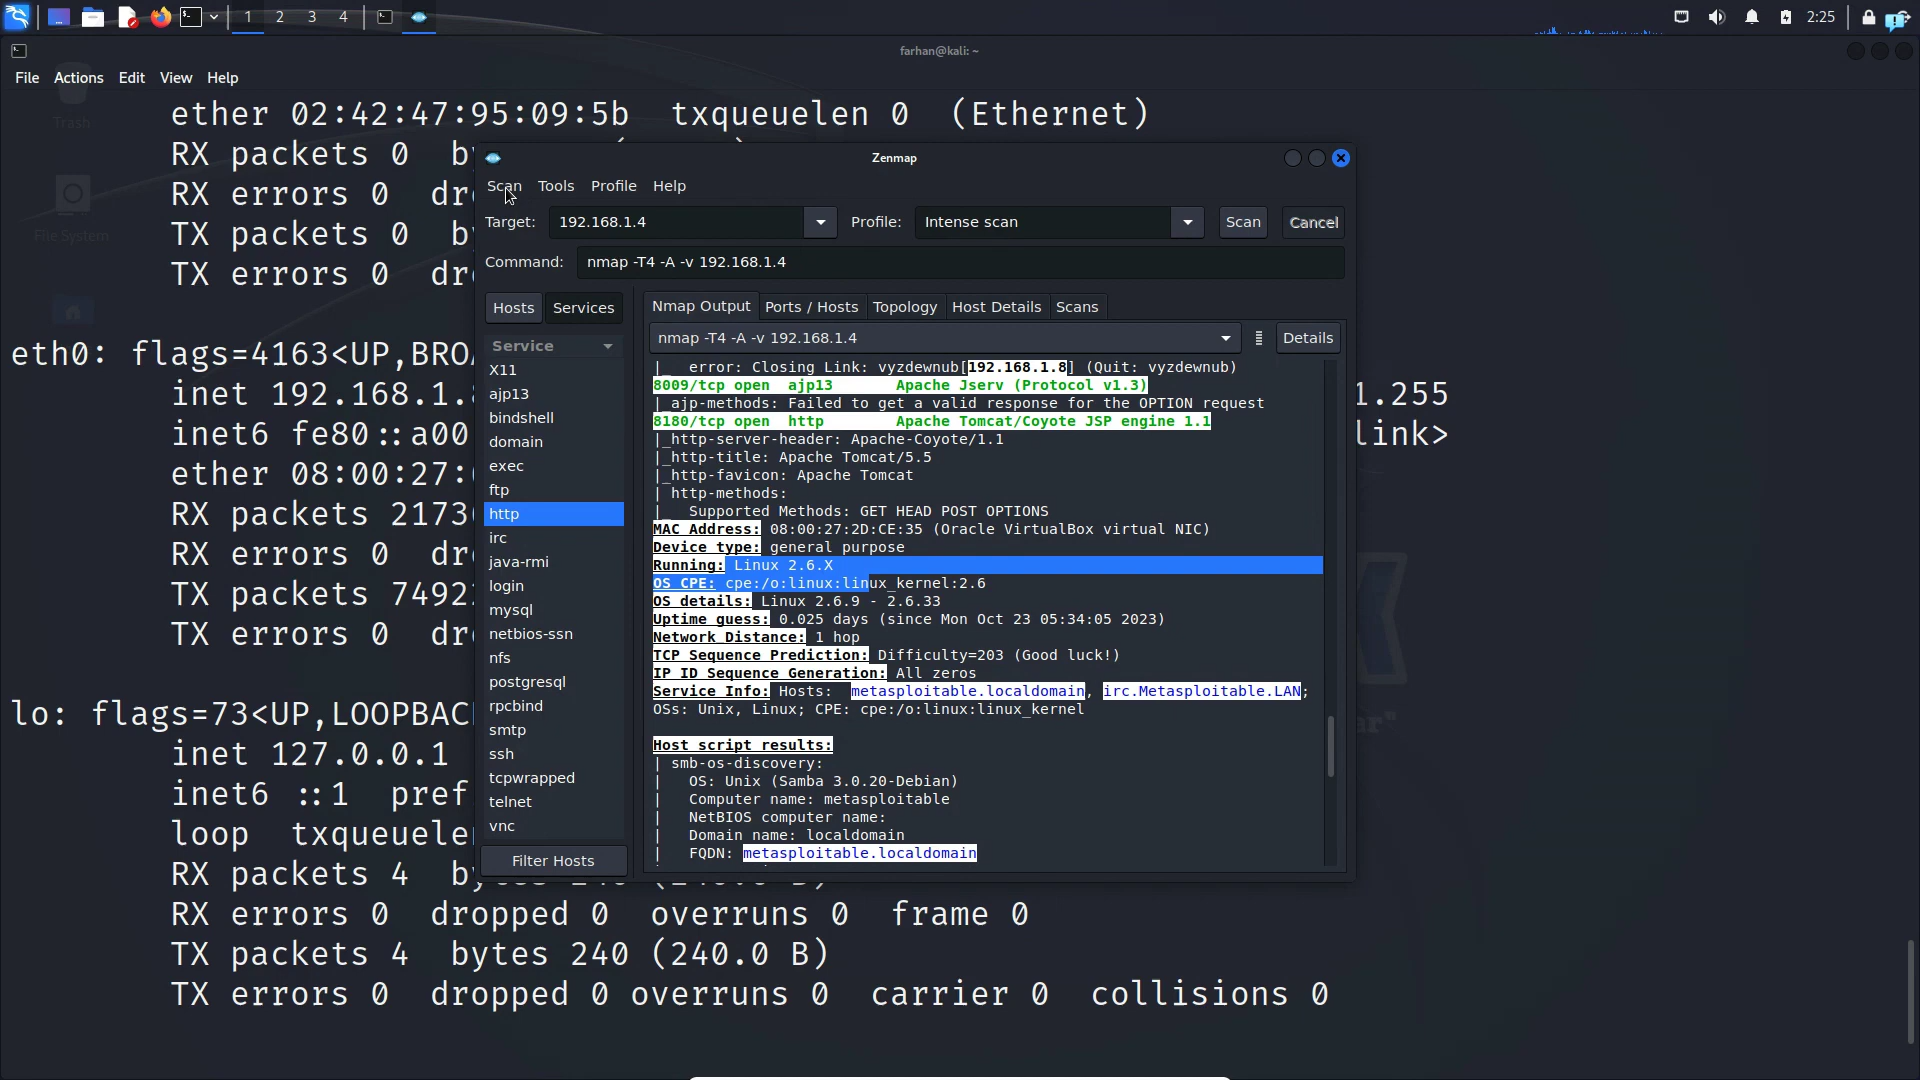 1 2 3 4
2:25
farhan@kali: ~
File Actions Edit View Help
Trash
File System
ether 02:42:47:95:09:5b txqueuelen 0 (Ethernet)
RX packets 0
RX errors 0
TX packets 0
TX errors 0
eth0: flags=4163<UP,
inet 192.168.1.
1.255
inet6 fe80::a00
link>
ether 08:00:27:
RX packets
RX errors 0
TX packets
TX errors 0
lo: flags=73<UP,
inet 127.0.0.1
inet6 ::1
loop
RX packets 4
RX errors 0 dropped 0 overruns 0 frame 0
TX packets 4 bytes 240 (240.0 B)
TX errors 0 dropped 0 overruns 0 carrier 0 collisions 0
Zenmap
Scan Tools Profile Help
Target: 192.168.1.4 Profile: Intense scan Scan Cancel
Command: nmap -T4 -A -v 192.168.1.4
Hosts Services
Service
X11
ajp13
bindshell
domain
exec
ftp
http
irc
java-rmi
login
mysql
netbios-ssn
nfs
postgresql
rpcbind
smtp
ssh
tcpwrapped
telnet
vnc
Filter Hosts
Nmap Output Ports / Hosts Topology Host Details Scans
nmap -T4 -A -v 192.168.1.4 Details
|_  error: Closing Link: vyzdewnub[192.168.1.8] (Quit: vyzdewnub)
8009/tcp open  ajp13       Apache Jserv (Protocol v1.3)
|_ajp-methods: Failed to get a valid response for the OPTION request
8180/tcp open  http        Apache Tomcat/Coyote JSP engine 1.1
|_http-server-header: Apache-Coyote/1.1
|_http-title: Apache Tomcat/5.5
|_http-favicon: Apache Tomcat
| http-methods:
|_  Supported Methods: GET HEAD POST OPTIONS
MAC Address: 08:00:27:2D:CE:35 (Oracle VirtualBox virtual NIC)
Device type: general purpose
Running: Linux 2.6.X
OS CPE: cpe:/o:linux:linux_kernel:2.6
OS details: Linux 2.6.9 - 2.6.33
Uptime guess: 0.025 days (since Mon Oct 23 05:34:05 2023)
Network Distance: 1 hop
TCP Sequence Prediction: Difficulty=203 (Good luck!)
IP ID Sequence Generation: All zeros
Service Info: Hosts:  metasploitable.localdomain, irc.Metasploitable.LAN;
OSs: Unix, Linux; CPE: cpe:/o:linux:linux_kernel
Host script results:
| smb-os-discovery:
|   OS: Unix (Samba 3.0.20-Debian)
|   Computer name: metasploitable
|   NetBIOS computer name:
|   Domain name: localdomain
|   FQDN: metasploitable.localdomain